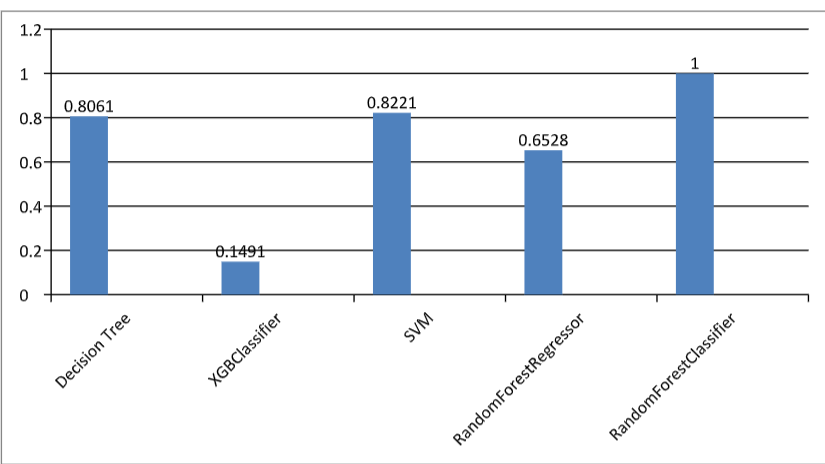 1.2
1
0.8
0.6
0.4
0.2
0
0.8061
0.1491
0.8221
0.6528
1
Decision Tree
XGBClassifier
SVM
RandomForestRegressor
RandomForestClassifier